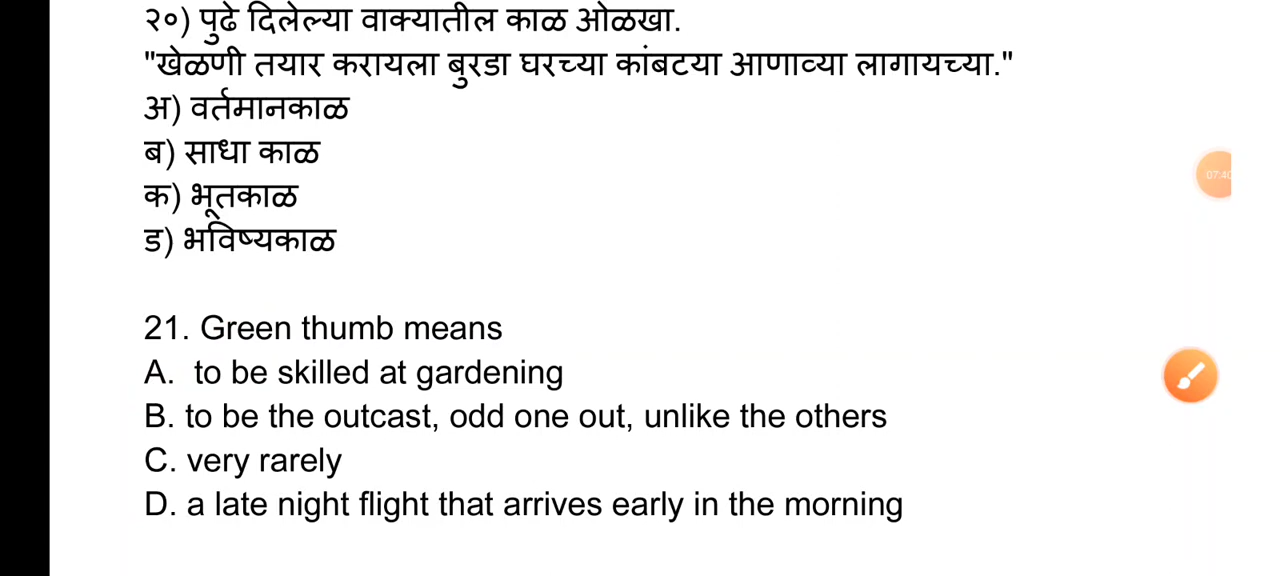 २०) पुढे दिलेल्या वाक्यातील काळ ओळखा.
"खेळणी तयार करायला बुरडा घरच्या कांबटया आणाव्या लागायच्या."
अ) वर्तमानकाळ
ब) साधा काळ
क) भूतकाळ
ड) भविष्यकाळ
07:40
21. Green thumb means
A. to be skilled at gardening
B. to be the outcast, odd one out, unlike the others
C. very rarely
D. a late night flight that arrives early in the morning